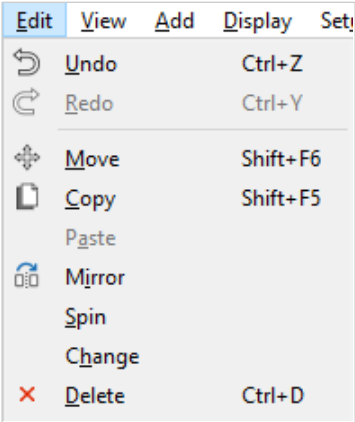 Edit View Add Display Set
Undo Ctrl+Z
Redo Ctrl+Y
Move Shift+F6
Copy Shift+F5
Paste
Mirror
Spin
Change
Delete Ctrl+D